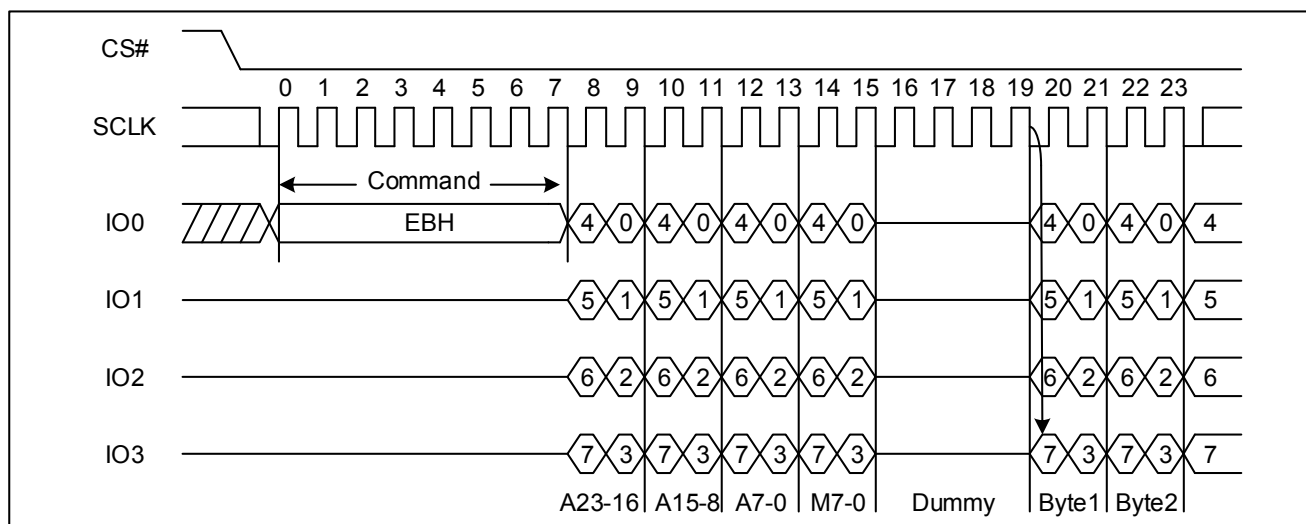 CS#
0 1 2 3 4 5 6 7 8 9 10 11 12 13 14 15 16 17 18 19 20 21 22 23
SCLK
Command
IO0 EBH 4 0 4 0 4 0 4 0 4 0 4 0 4
IO1 5 1 5 1 5 1 5 1 5 1 5 1 5
IO2 6 2 6 2 6 2 6 2 6 2 6 2 6
IO3 7 3 7 3 7 3 7 3 7 3 7 3 7
A23-16 A15-8 A7-0 M7-0 Dummy Byte1 Byte2